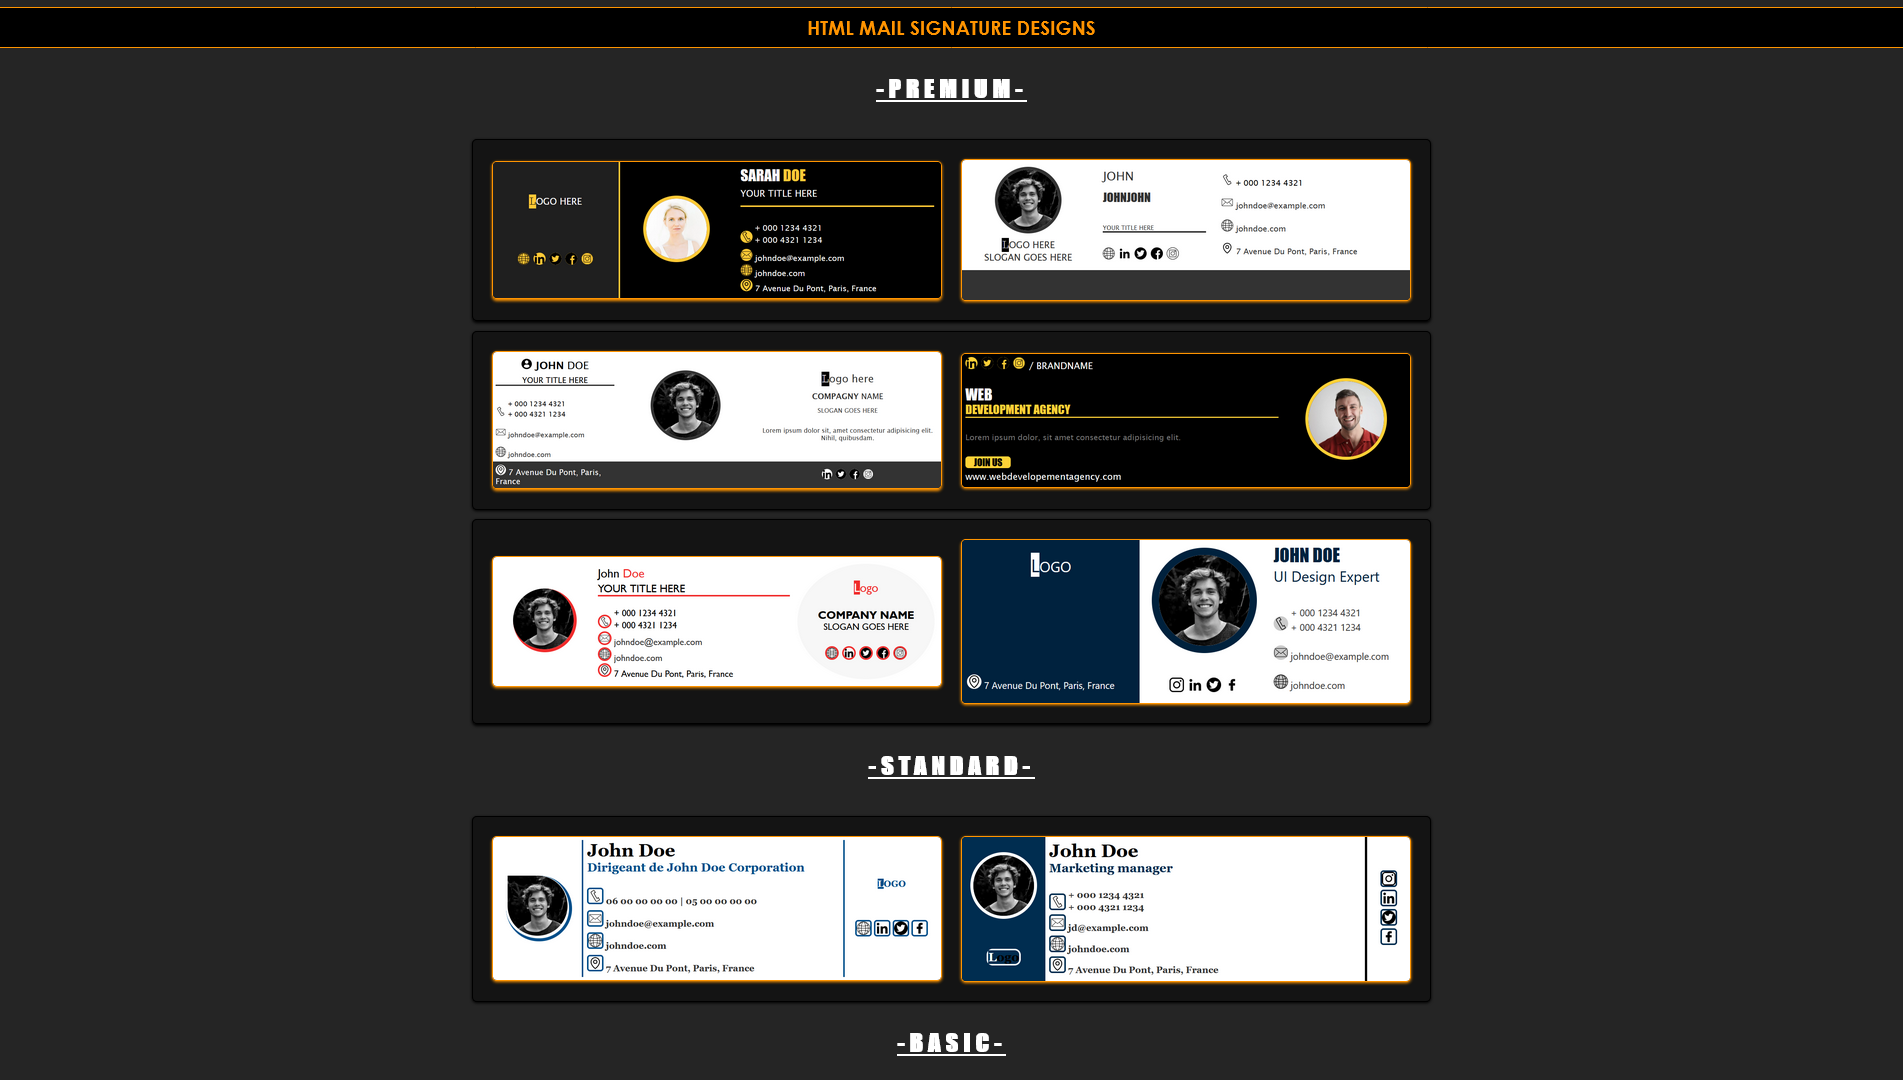 HTML MAIL SIGNATURE DESIGNS
-PREMIUM-
LOGO HERE
SARAH DOE
YOUR TITLE HERE
+ 000 1234 4321
+ 000 4321 1234
johndoe@example.com
johndoe.com
7 Avenue Du Pont, Paris, France
LOGO HERE
SLOGAN GOES HERE
JOHN
JOHNJOHN
YOUR TITLE HERE
+ 000 1234 4321
johndoe@example.com
johndoe.com
7 Avenue Du Pont, Paris, France
JOHN DOE
YOUR TITLE HERE
+ 000 1234 4321
+ 000 4321 1234
johndoe@example.com
johndoe.com
7 Avenue Du Pont, Paris,
France
Logo here
COMPAGNY NAME
SLOGAN GOES HERE
Lorem ipsum dolor sit, amet consectetur adipisicing elit.
Nihil, quibusdam.
/ BRANDNAME
WEB
DEVELOPMENT AGENCY
Lorem ipsum dolor, sit amet consectetur adipisicing elit.
JOIN US
www.webdevelopementagency.com
John Doe
YOUR TITLE HERE
+ 000 1234 4321
+ 000 4321 1234
johndoe@example.com
johndoe.com
7 Avenue Du Pont, Paris, France
Logo
COMPANY NAME
SLOGAN GOES HERE
LOGO
7 Avenue Du Pont, Paris, France
JOHN DOE
UI Design Expert
+ 000 1234 4321
+ 000 4321 1234
johndoe@example.com
johndoe.com
-STANDARD-
John Doe
Dirigeant de John Doe Corporation
06 00 00 00 00 | 05 00 00 00 00
johndoe@example.com
johndoe.com
7 Avenue Du Pont, Paris, France
LOGO
Logo
John Doe
Marketing manager
+ 000 1234 4321
+ 000 4321 1234
jd@example.com
johndoe.com
7 Avenue Du Pont, Paris, France
-BASIC-